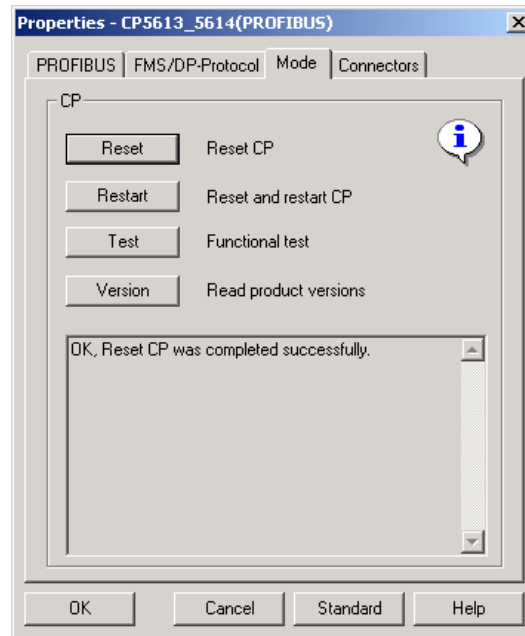 Properties - CP5613_5614(PROFIBUS)
PROFIBUS FMS/DP-Protocol Mode Connectors
CP
Reset Reset CP
Restart Reset and restart CP
Test Functional test
Version Read product versions
OK, Reset CP was completed successfully.
OK Cancel Standard Help